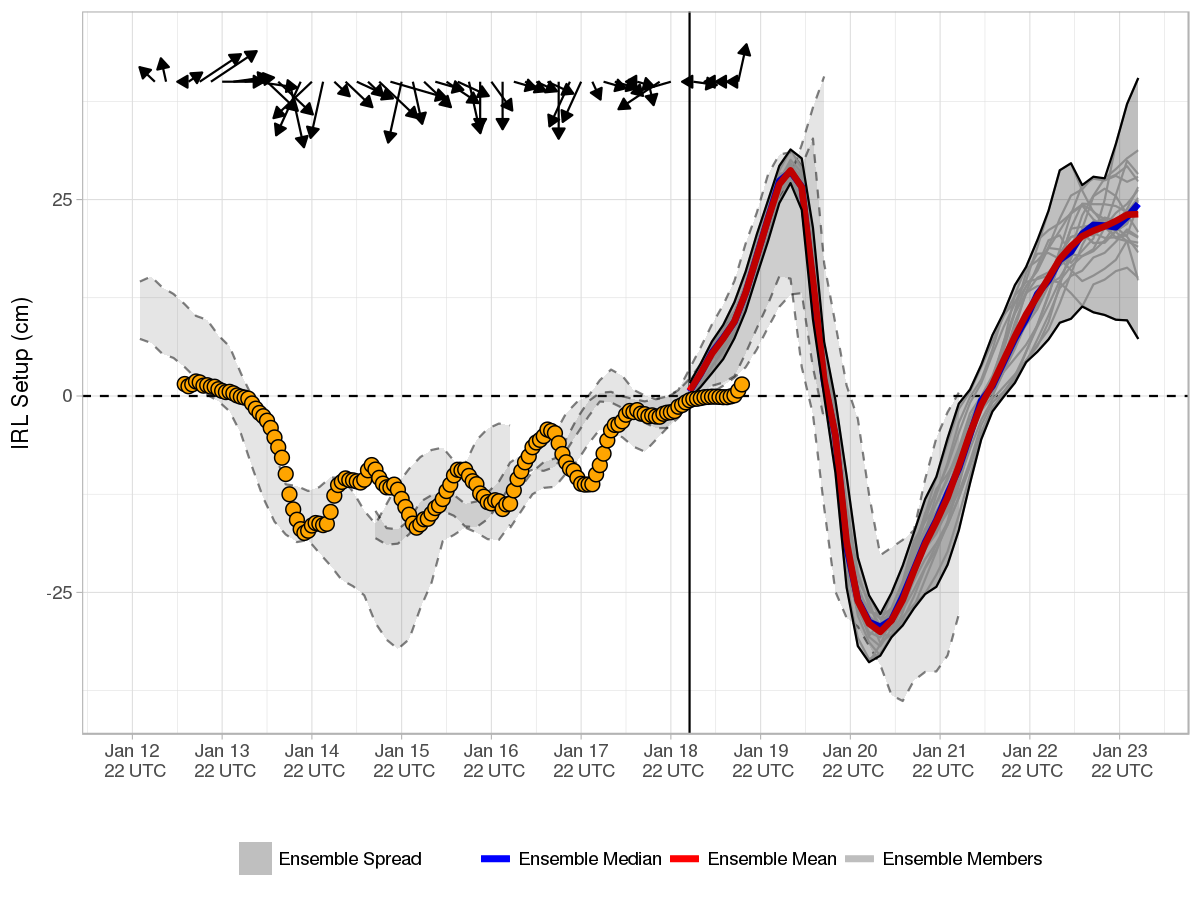 IRL Setup (cm)
25
0
-25
Jan 12 Jan 13 Jan 14 Jan 15 Jan 16 Jan 17 Jan 18 Jan 19 Jan 20 Jan 21 Jan 22 Jan 23
22 UTC 22 UTC 22 UTC 22 UTC 22 UTC 22 UTC 22 UTC 22 UTC 22 UTC 22 UTC 22 UTC 22 UTC
Ensemble Spread Ensemble Median Ensemble Mean Ensemble Members